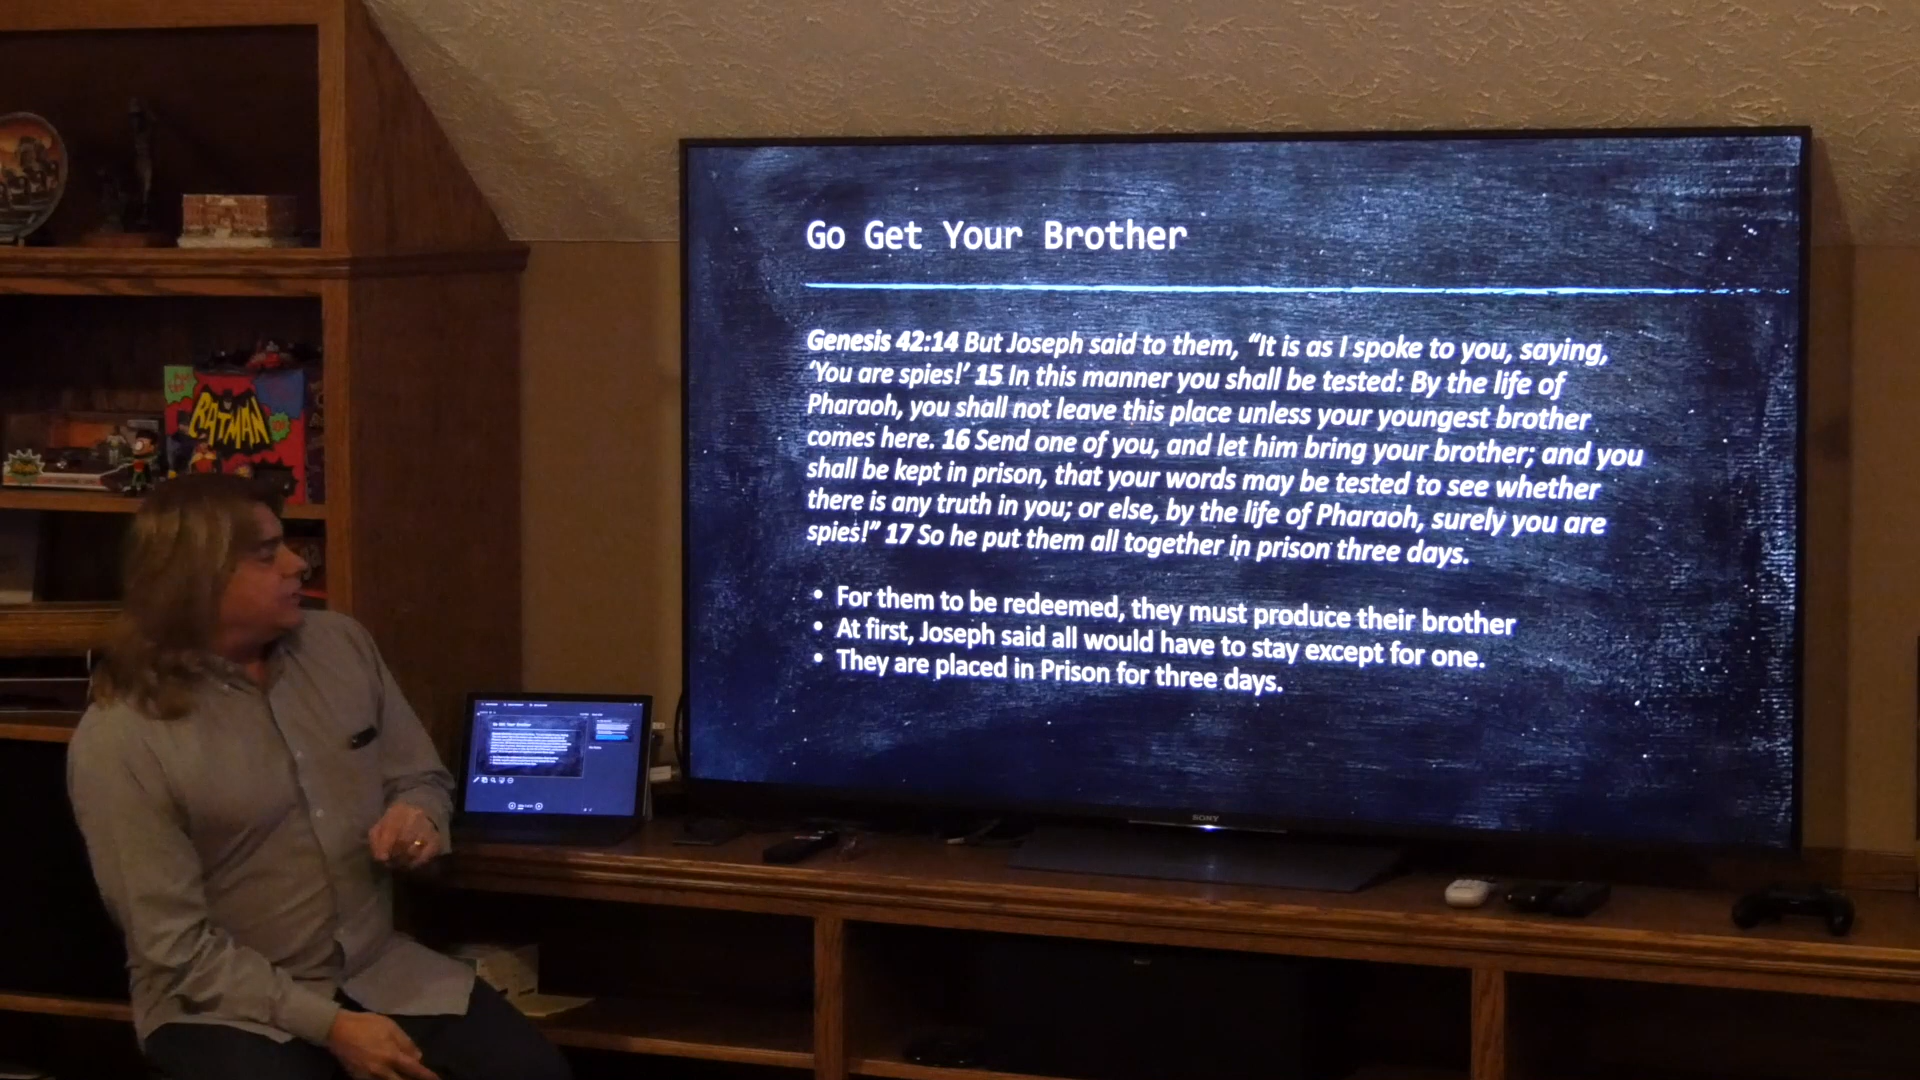 Go Get Your Brother
Genesis 42:14 But Joseph said to them, “It is as I spoke to you, saying,
‘You are spies!’ 15 In this manner you shall be tested: By the life of
Pharaoh, you shall not leave this place unless your youngest brother
comes here. 16 Send one of you, and let him bring your brother; and you
shall be kept in prison, that your words may be tested to see whether
there is any truth in you; or else, by the life of Pharaoh, surely you are
spies!” 17 So he put them all together in prison three days.
• For them to be redeemed, they must produce their brother
• At first, Joseph said all would have to stay except for one.
• They are placed in Prison for three days.
BATMAN
Go Get Your Brother
SONY